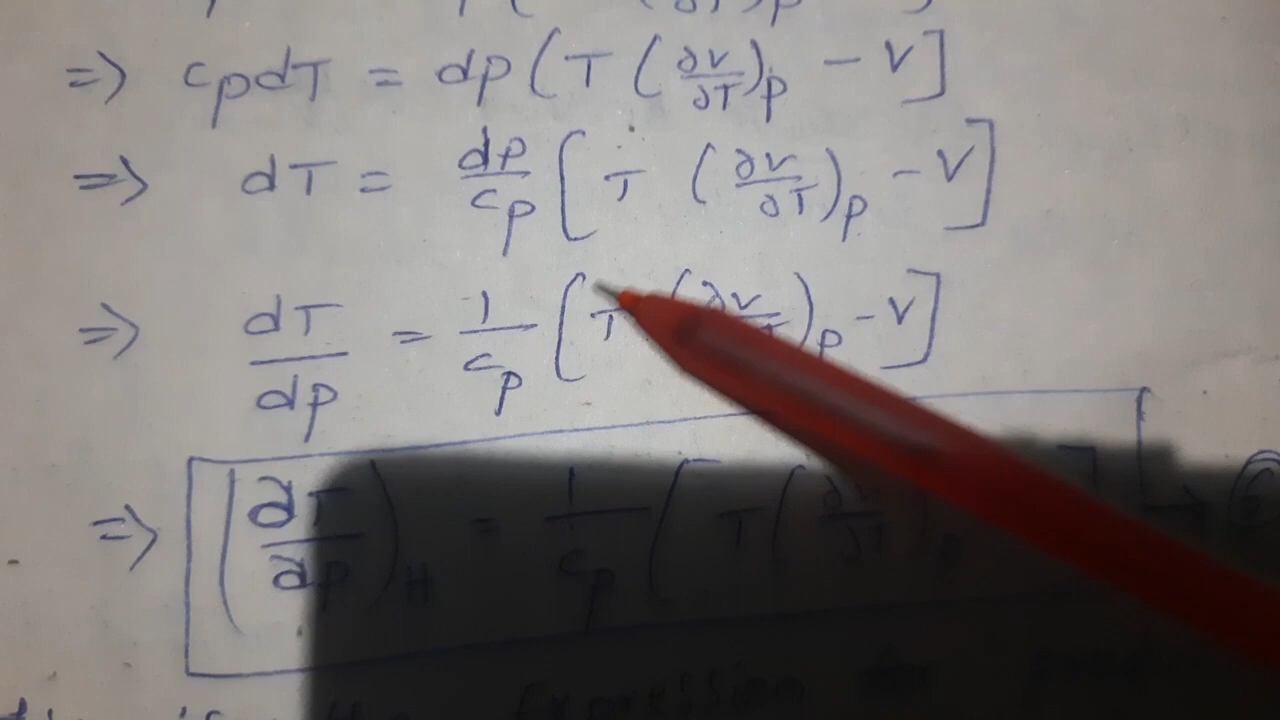 => CpdT = dp ( T (∂V/∂T)p - V ]
=> dT = dp/Cp [ T (∂V/∂T)p - V ]
=> dT/dp = 1/Cp [ T (∂V/∂T)p - V ]
=> (∂T/∂p)H = 1/Cp [ T (∂V/∂T)p ]
Expression